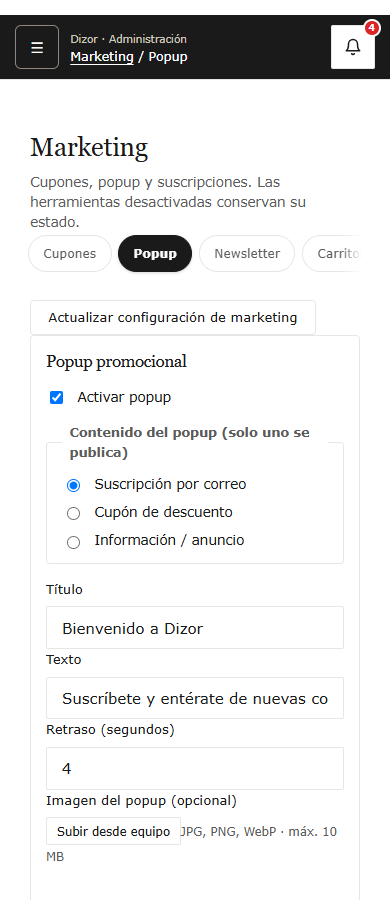 Dizor · Administración
Marketing / Popup
4
Marketing
Cupones, popup y suscripciones. Las
herramientas desactivadas conservan su
estado.
Cupones
Popup
Newsletter
Carrito
Actualizar configuración de marketing
Popup promocional
Activar popup
Contenido del popup (solo uno se
publica)
Suscripción por correo
Cupón de descuento
Información / anuncio
Título
Bienvenido a Dizor
Texto
Suscríbete y entérate de nuevas co
Retraso (segundos)
4
Imagen del popup (opcional)
Subir desde equipo JPG, PNG, WebP · máx. 10
MB